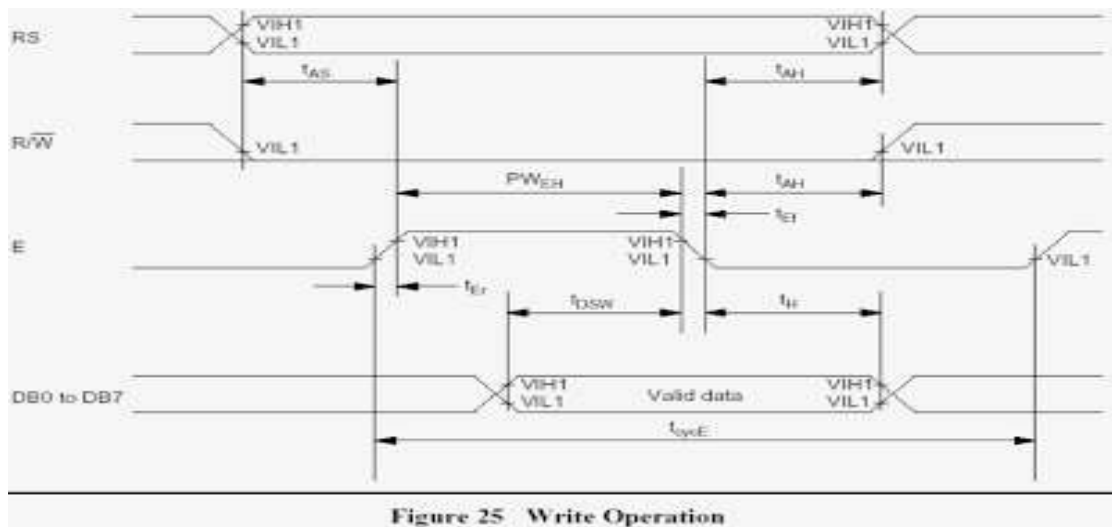 RS
VIH1
VIL1
VIH1
VIL1
tAS
tAH
R/W̅
VIL1
VIL1
PWEH
tAH
tEf
E
VIH1
VIL1
VIH1
VIL1
VIL1
tEr
tDSW
tH
DB0 to DB7
VIH1
VIL1
Valid data
VIH1
VIL1
tcycE
Figure 25 Write Operation